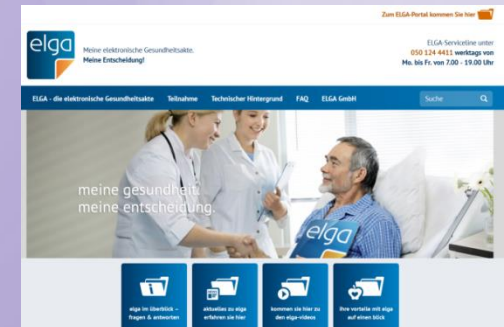 Zum ELGA-Portal kommen Sie hier
elga
Meine elektronische Gesundheitsakte.
Meine Entscheidung!
ELGA-Serviceline unter
050 124 4411 werktags von
Mo. bis Fr. von 7.00 - 19.00 Uhr
ELGA - die elektronische Gesundheitsakte Teilnahme Technischer Hintergrund FAQ ELGA GmbH Suche
meine gesundheit.
meine entscheidung.
elga
elga im überblick –
fragen & antworten
aktuelles zu elga
erfahren sie hier
kommen sie hier zu
den elga-videos
ihre vorteile mit elga
auf einen blick